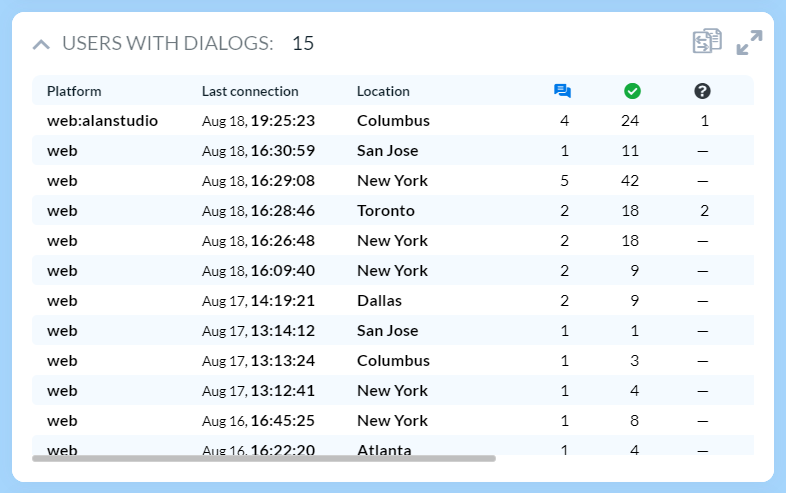 USERS WITH DIALOGS: 15
Platform Last connection Location
web:alanstudio Aug 18, 19:25:23 Columbus 4 24 1
web Aug 18, 16:30:59 San Jose 1 11 —
web Aug 18, 16:29:08 New York 5 42 —
web Aug 18, 16:28:46 Toronto 2 18 2
web Aug 18, 16:26:48 New York 2 18 —
web Aug 18, 16:09:40 New York 2 9 —
web Aug 17, 14:19:21 Dallas 2 9 —
web Aug 17, 13:14:12 San Jose 1 1 —
web Aug 17, 13:13:24 Columbus 1 3 —
web Aug 17, 13:12:41 New York 1 4 —
web Aug 16, 16:45:25 New York 1 8 —
web Aug 16, 16:22:20 Atlanta 1 4 —